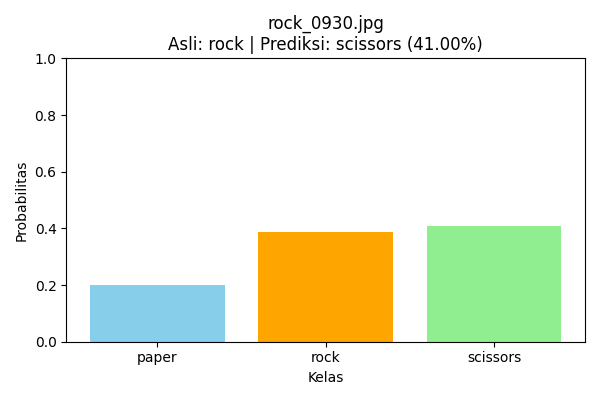 rock_0930.jpg
Asli: rock | Prediksi: scissors (41.00%)
1.0
0.8
0.6
0.4
0.2
0.0
Probabilitas
paper rock scissors
Kelas